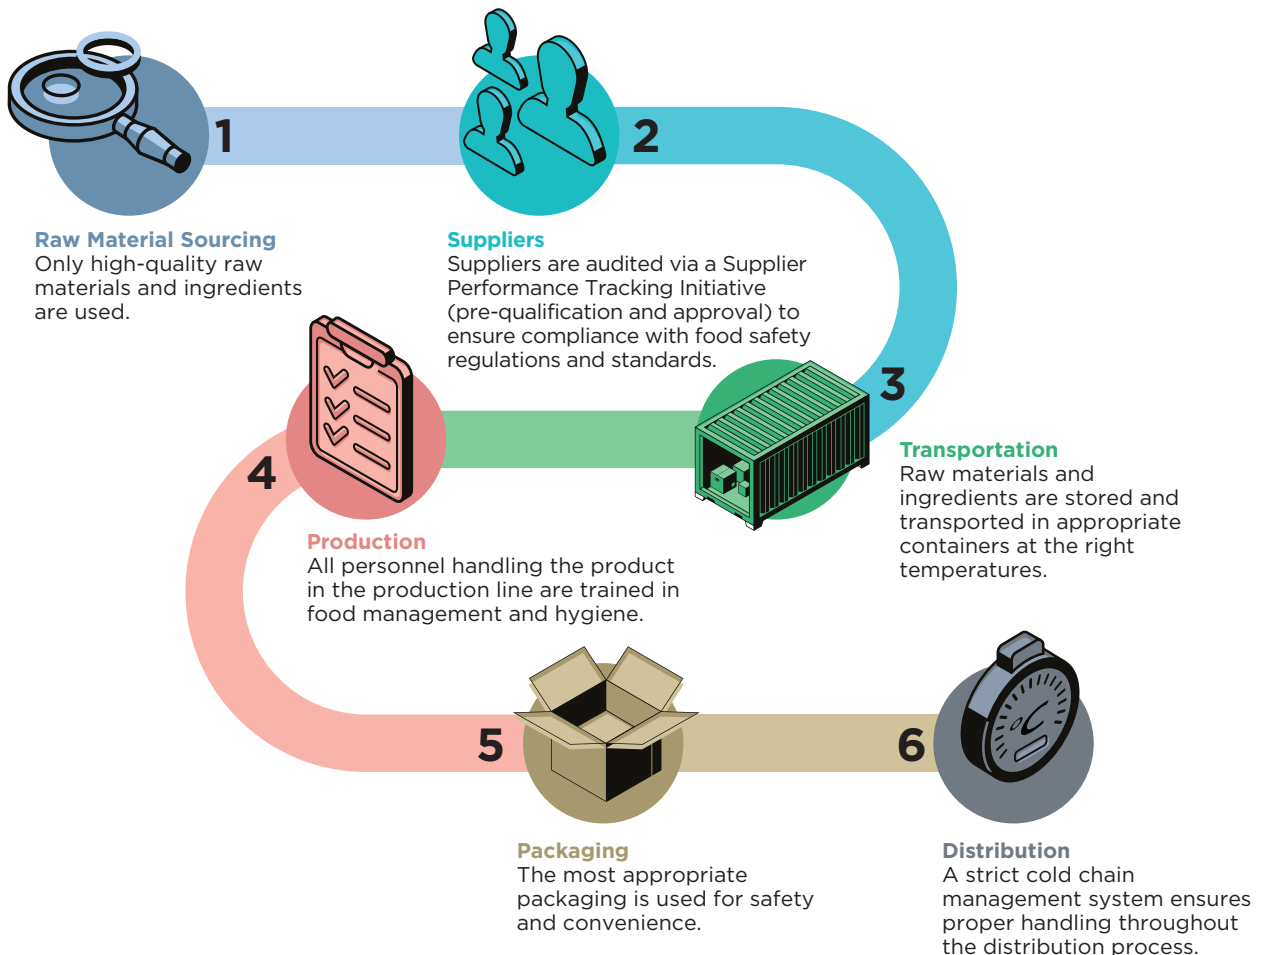 1
Raw Material Sourcing
Only high-quality raw
materials and ingredients
are used.
2
Suppliers
Suppliers are audited via a Supplier
Performance Tracking Initiative
(pre-qualification and approval) to
ensure compliance with food safety
regulations and standards.
3
Transportation
Raw materials and
ingredients are stored and
transported in appropriate
containers at the right
temperatures.
4
Production
All personnel handling the product
in the production line are trained in
food management and hygiene.
5
Packaging
The most appropriate
packaging is used for safety
and convenience.
6
°C
Distribution
A strict cold chain
management system ensures
proper handling throughout
the distribution process.